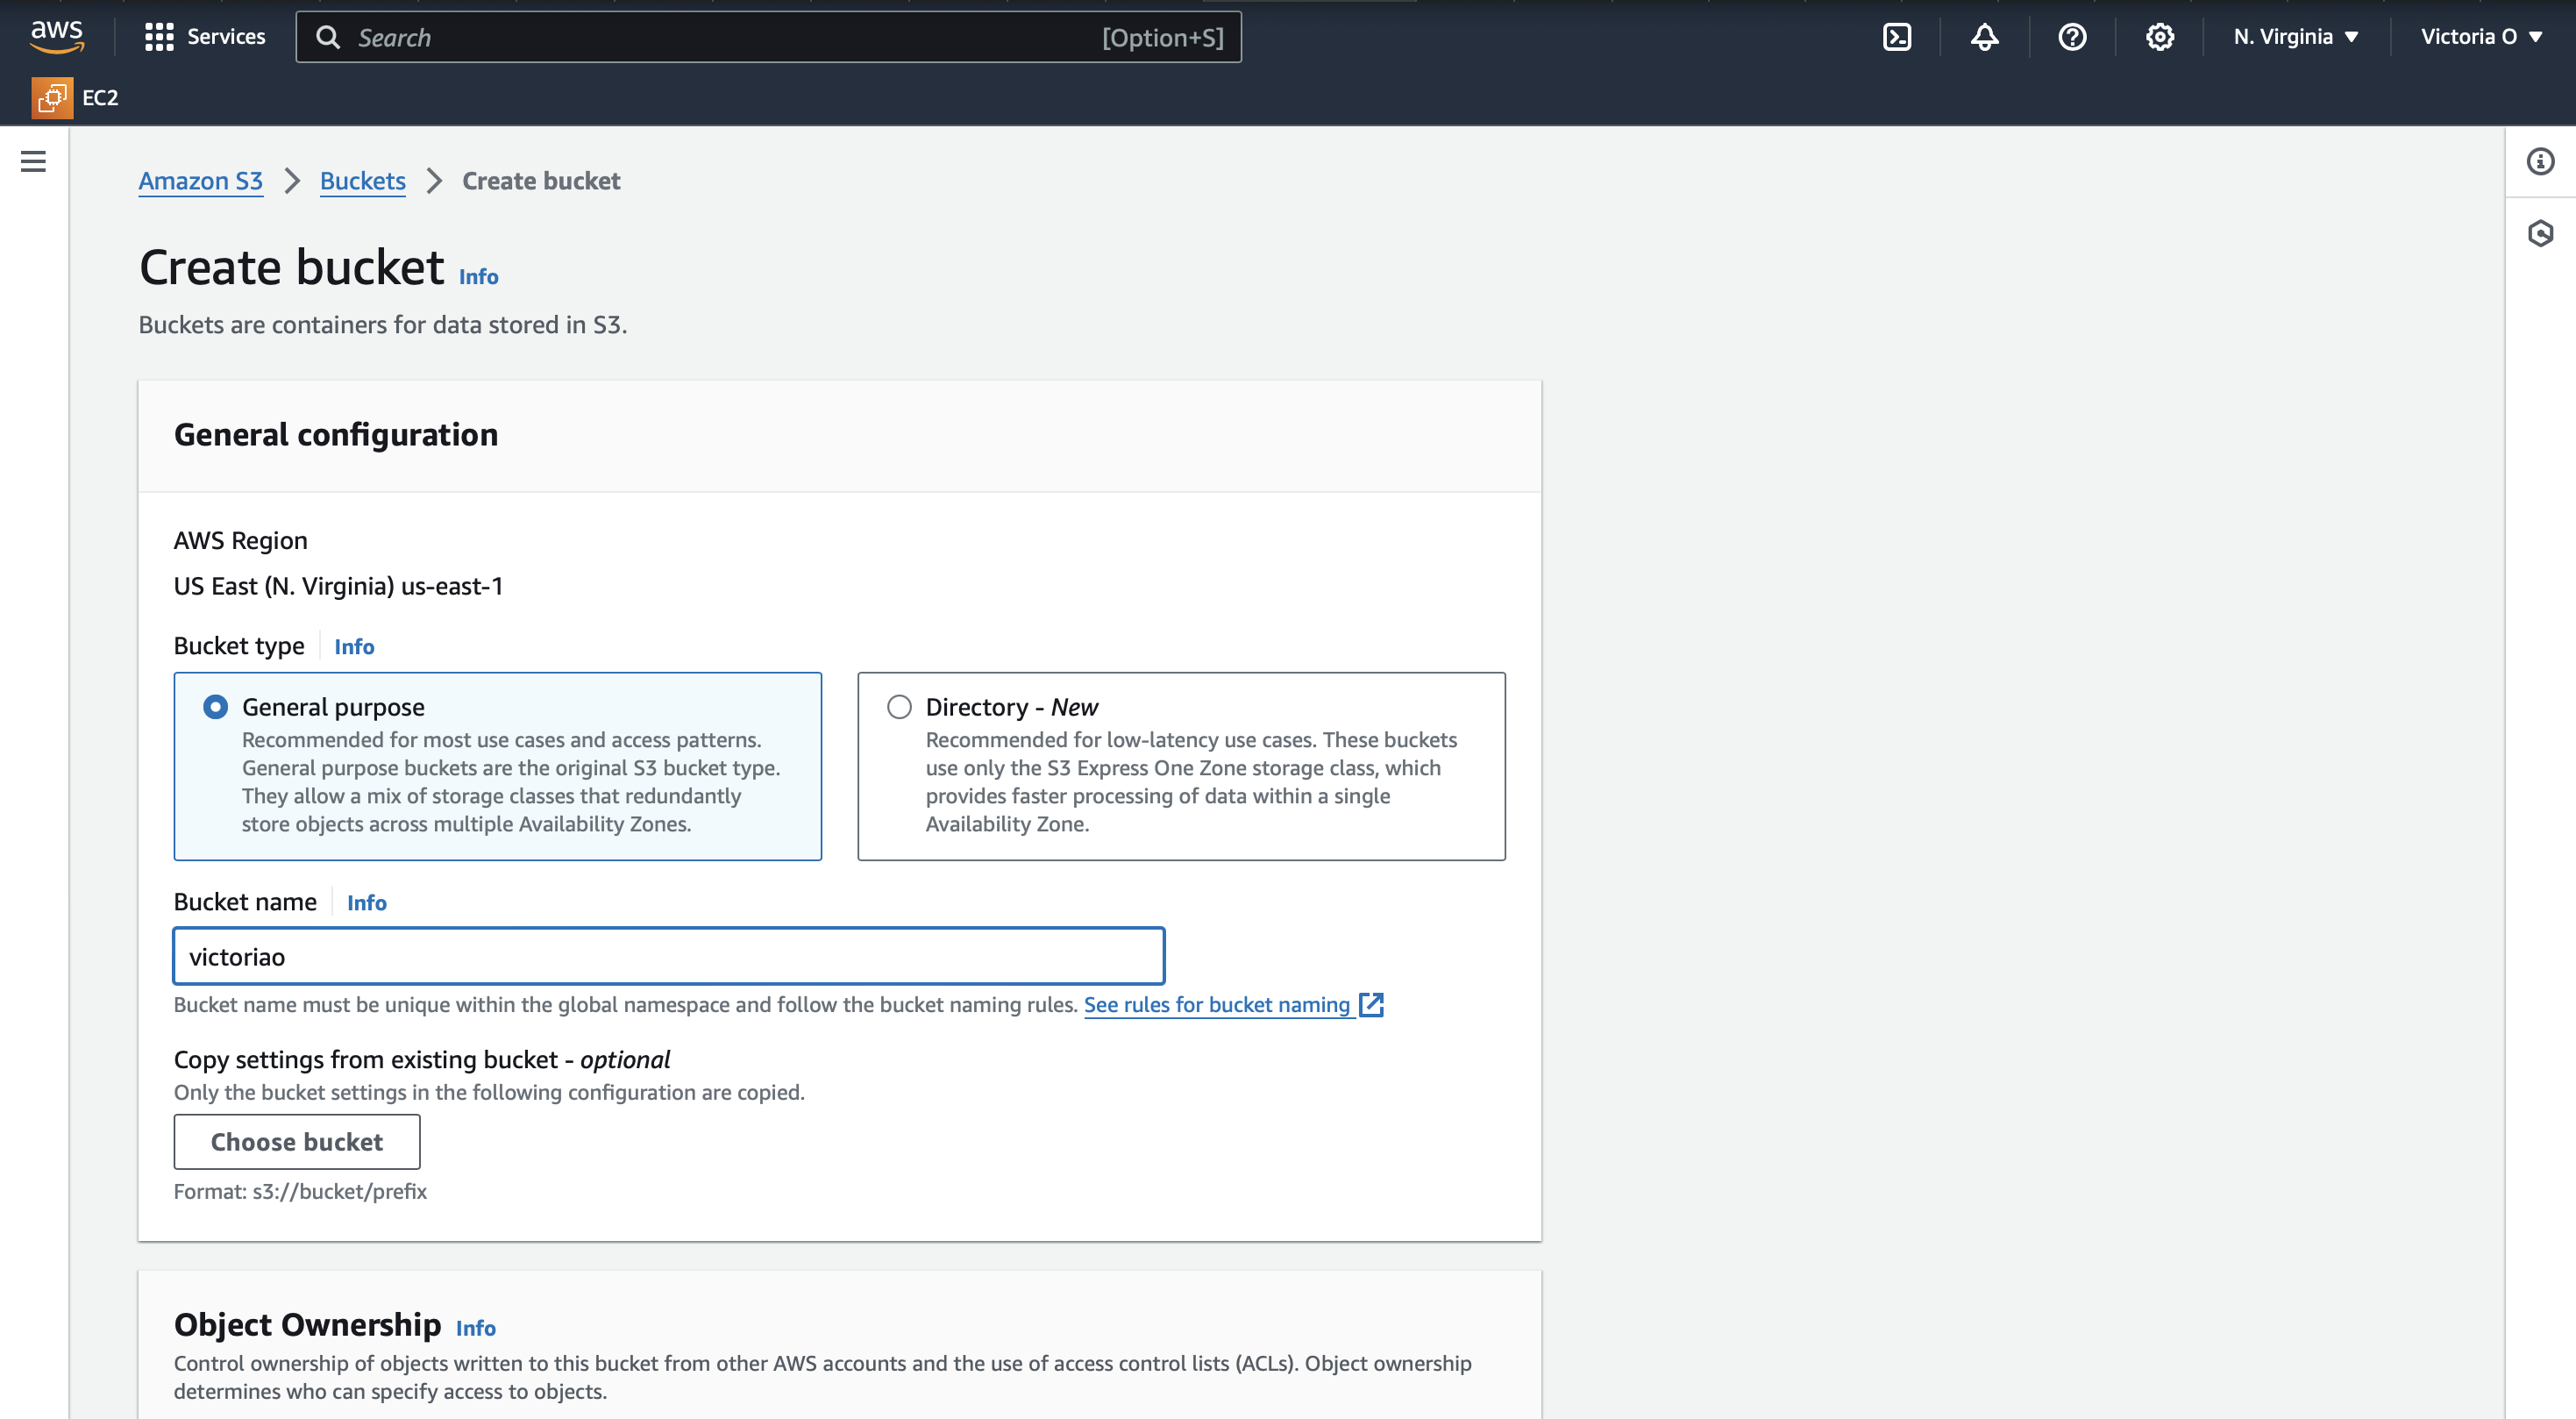 aws
Services
Search
[Option+S]
N. Virginia
Victoria O
EC2
Amazon S3 > Buckets > Create bucket
Create bucket Info
Buckets are containers for data stored in S3.
General configuration
AWS Region
US East (N. Virginia) us-east-1
Bucket type Info
General purpose
Recommended for most use cases and access patterns.
General purpose buckets are the original S3 bucket type.
They allow a mix of storage classes that redundantly
store objects across multiple Availability Zones.
Directory - New
Recommended for low-latency use cases. These buckets
use only the S3 Express One Zone storage class, which
provides faster processing of data within a single
Availability Zone.
Bucket name Info
victoriao
Bucket name must be unique within the global namespace and follow the bucket naming rules. See rules for bucket naming
Copy settings from existing bucket - optional
Only the bucket settings in the following configuration are copied.
Choose bucket
Format: s3://bucket/prefix
Object Ownership Info
Control ownership of objects written to this bucket from other AWS accounts and the use of access control lists (ACLs). Object ownership
determines who can specify access to objects.